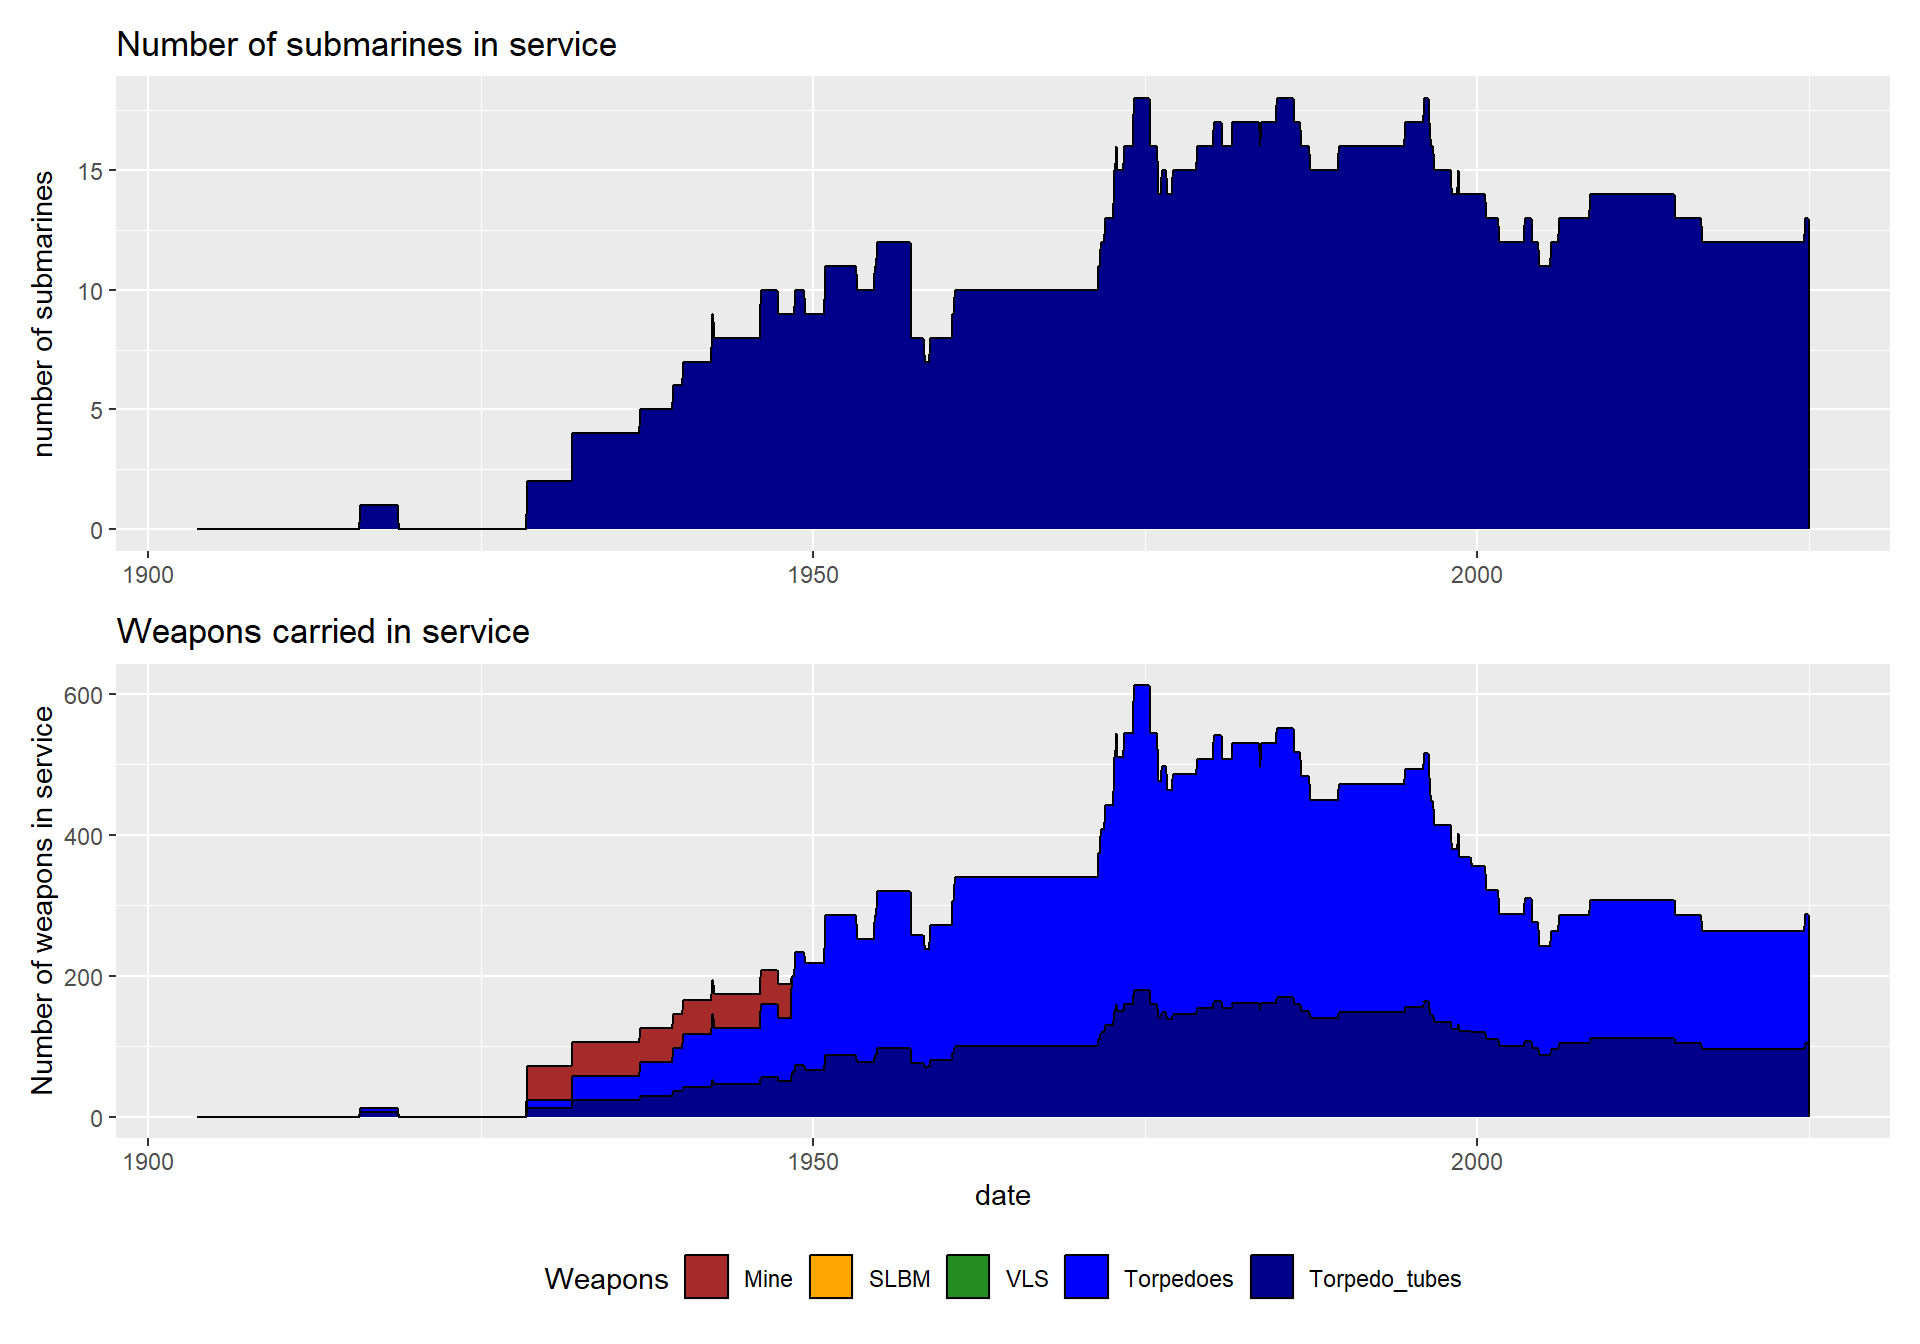 Number of submarines in service
number of submarines
15
10
5
0
1900 1950 2000
Weapons carried in service
Number of weapons in service
600
400
200
0
1900 1950 2000
date
Weapons Mine SLBM VLS Torpedoes Torpedo_tubes